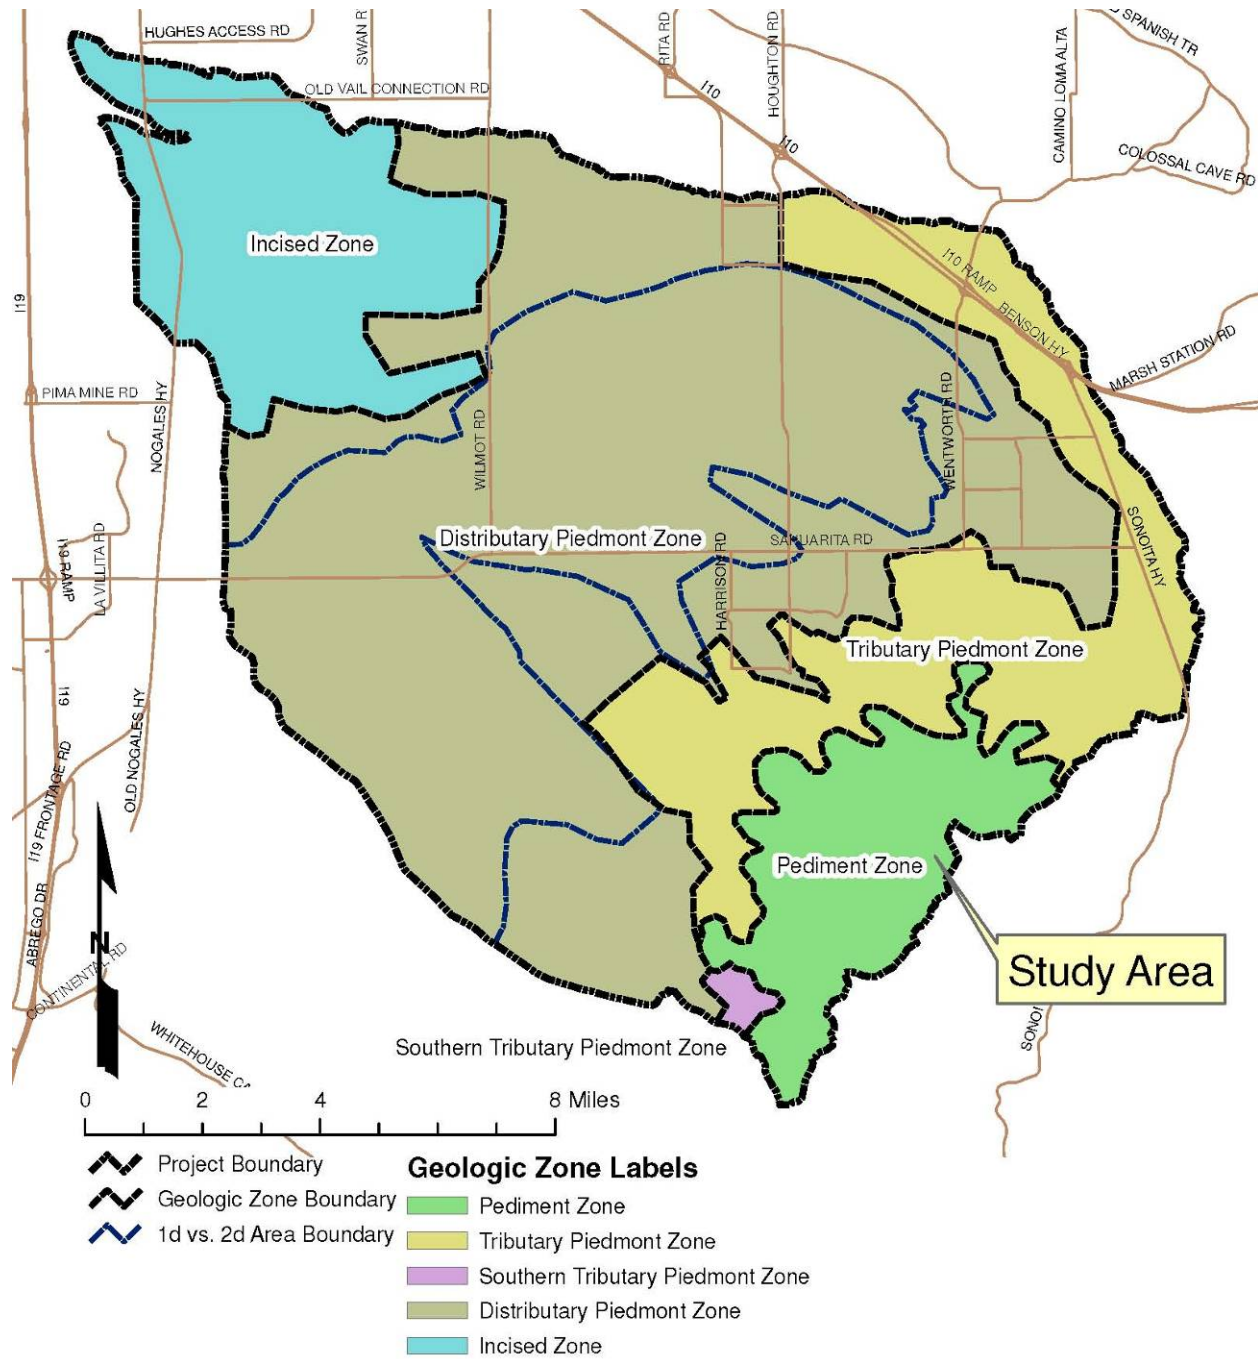 HUGHES ACCESS RD
SWAN R
RITA RD
HOUGHTON RD
SPANISH TR
CAMINO LOMA ALTA
OLD VAIL CONNECTION RD
I10
I10
COLOSSAL CAVE RD
Incised Zone
I10 RAMP
BENSON HY
I19
MARSH STATION RD
PIMA MINE RD
NOGALES HY
WILMOT RD
WENTWORTH RD
SONOITA HY
Distributary Piedmont Zone
SAHUARITA RD
I19 RAMP
LA VILLITA RD
HARRISON RD
Tributary Piedmont Zone
I19
OLD NOGALES HY
I19 FRONTAGE RD
Pediment Zone
ABREGO DR
N
Study Area
CONTINENTAL RD
WHITEHOUSE CA
Southern Tributary Piedmont Zone
SONOI
0 2 4 8 Miles
Project Boundary
Geologic Zone Boundary
1d vs. 2d Area Boundary
Geologic Zone Labels
Pediment Zone
Tributary Piedmont Zone
Southern Tributary Piedmont Zone
Distributary Piedmont Zone
Incised Zone